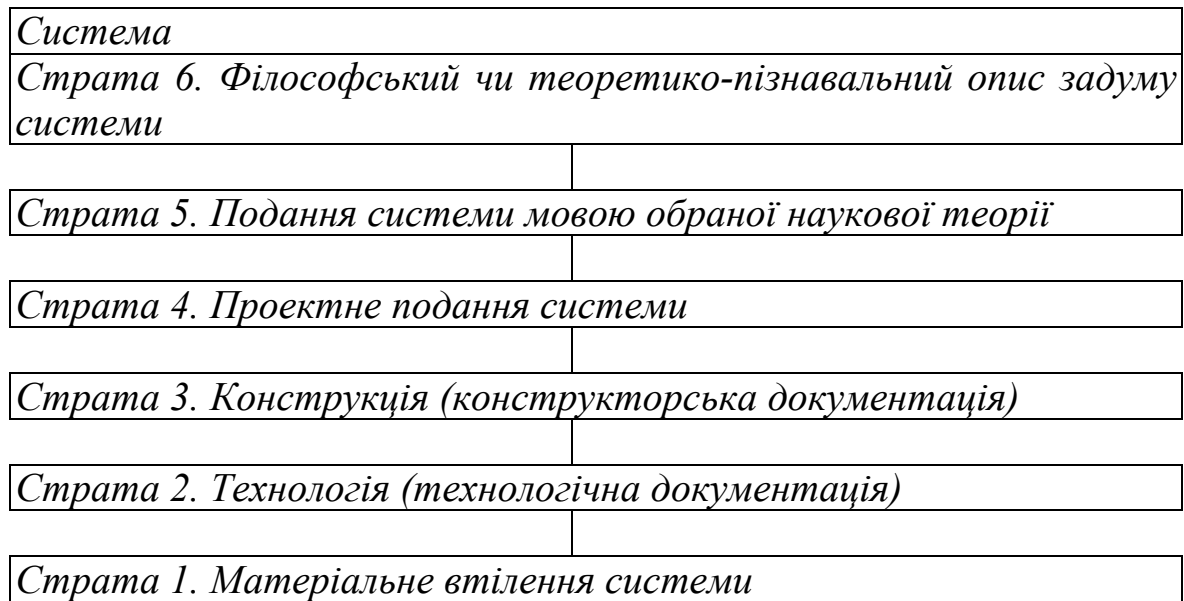 Система
Страта 6. Філософський чи теоретико-пізнавальний опис задуму
системи
Страта 5. Подання системи мовою обраної наукової теорії
Страта 4. Проектне подання системи
Страта 3. Конструкція (конструкторська документація)
Страта 2. Технологія (технологічна документація)
Страта 1. Матеріальне втілення системи